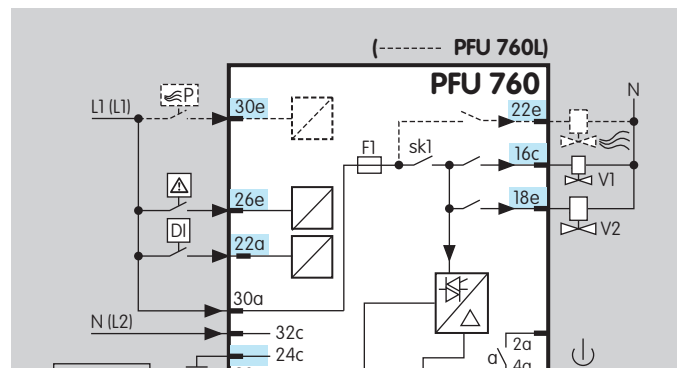 (------- PFU 760L)
PFU 760
N
L1 (L1)
P
30e
22e
F1
sk1
16c
V1
26e
18e
DI
22a
V2
30a
N (L2)
32c
24c
2a
a
4a